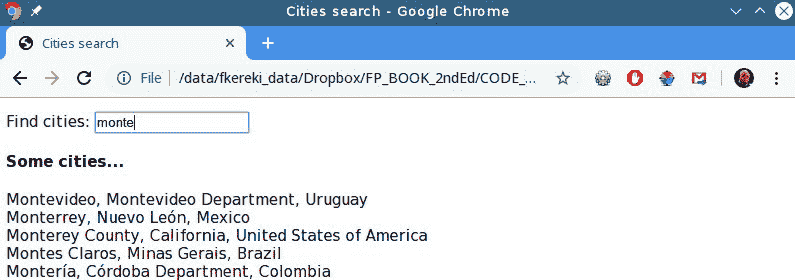 Cities search - Google Chrome
Cities search
File | /data/fkereki_data/Dropbox/FP_BOOK_2ndEd/CODE_...
Find cities: monte
Some cities...
Montevideo, Montevideo Department, Uruguay
Monterrey, Nuevo León, Mexico
Monterey County, California, United States of America
Montes Claros, Minas Gerais, Brazil
Montería, Córdoba Department, Colombia